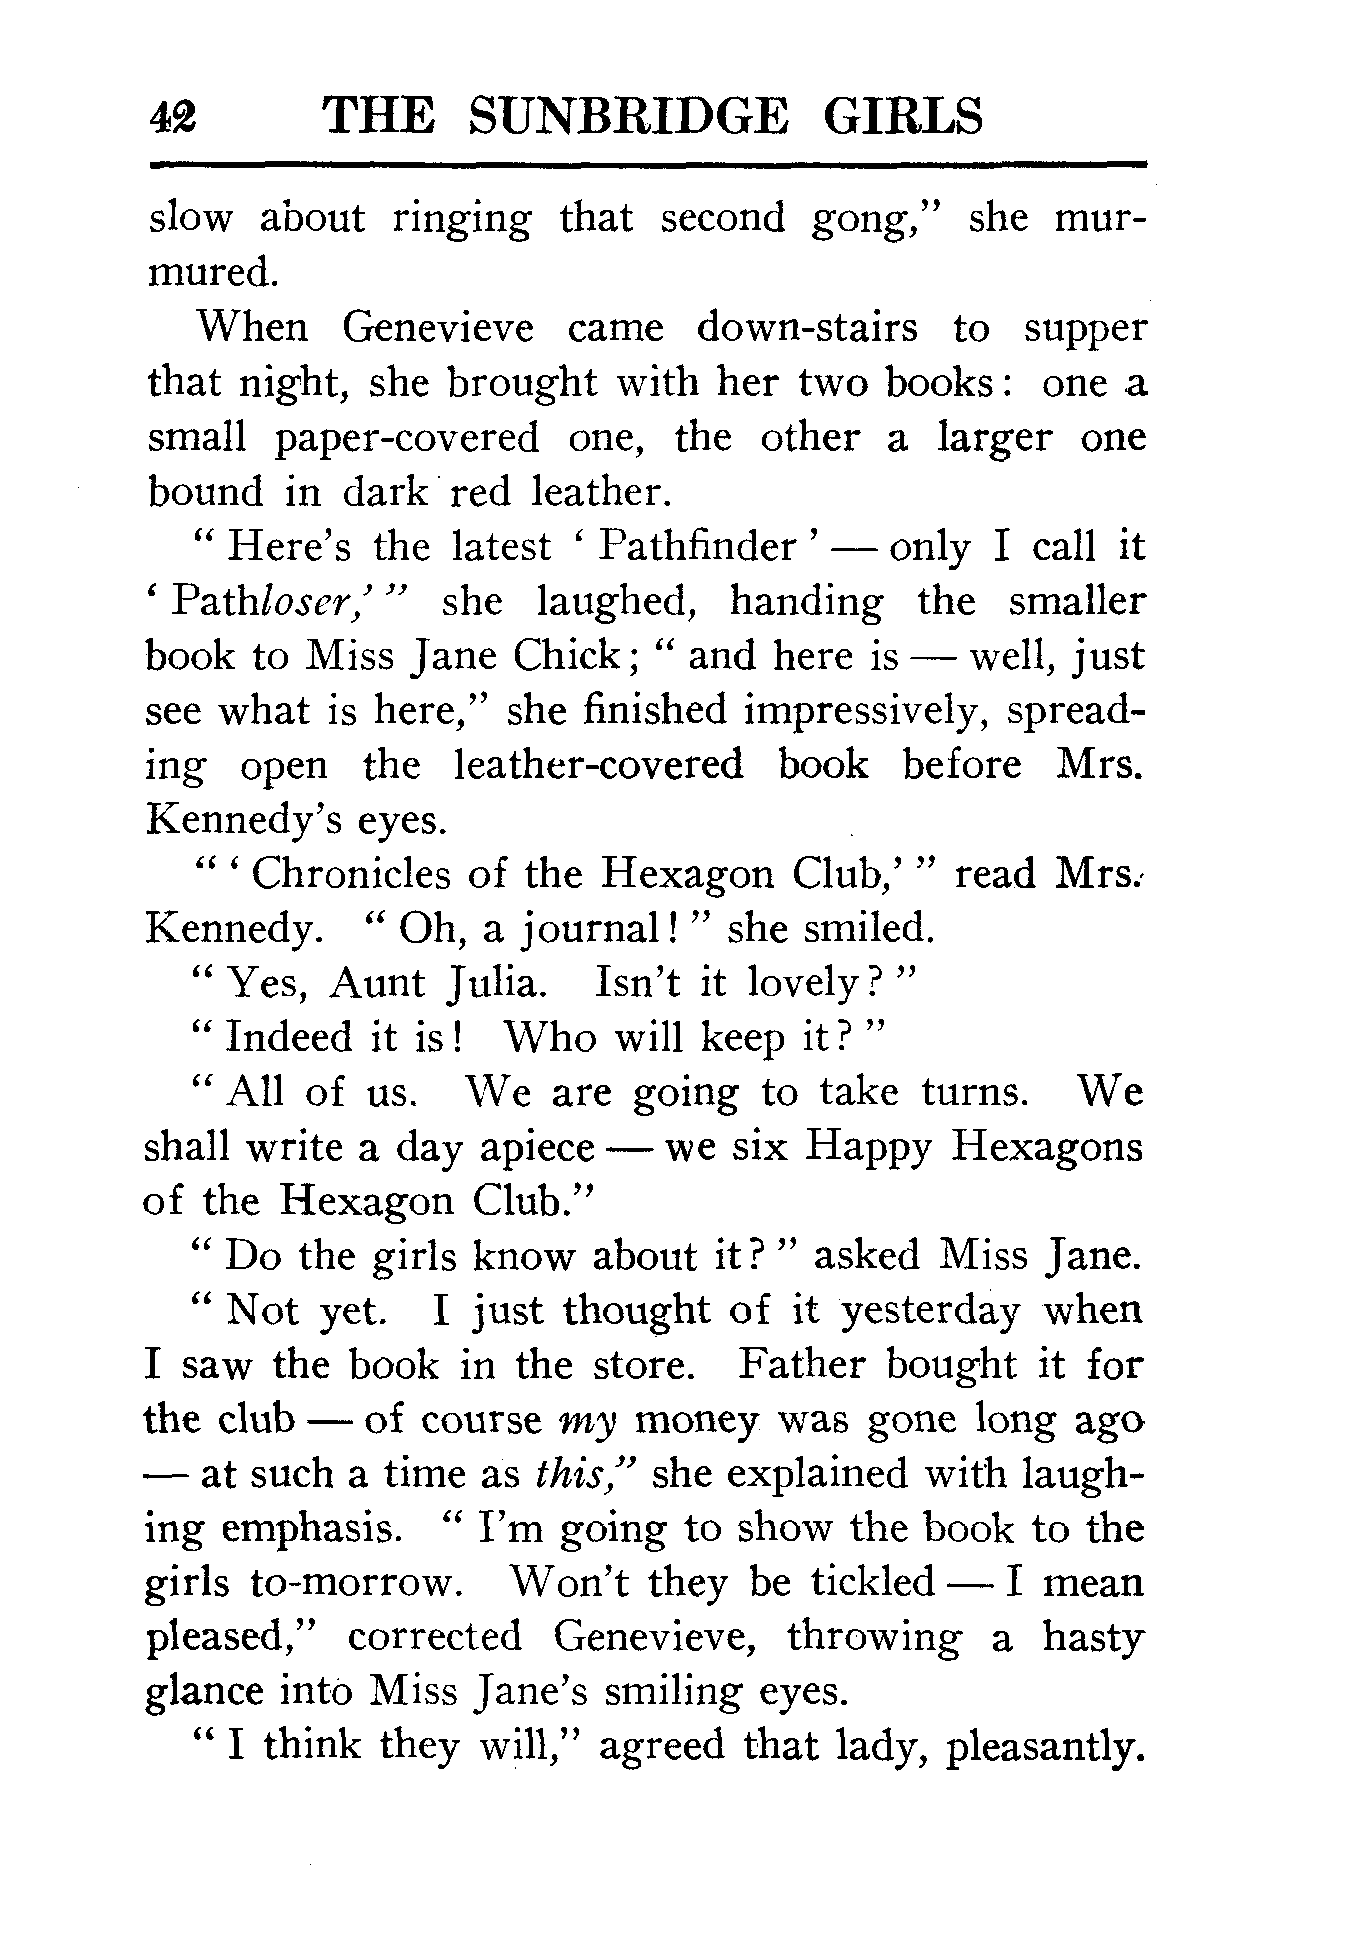 42 THE SUNBRIDGE GIRLS
slow about ringing that second gong,” she mur-
mured.
When Genevieve came down-stairs to supper
that night, she brought with her two books: one a
small paper-covered one, the other a larger one
bound in dark red leather.
“ Here’s the latest ‘ Pathfinder ’ — only I call it
‘ Pathloser,’ ” she laughed, handing the smaller
book to Miss Jane Chick; “ and here is — well, just
see what is here,” she finished impressively, spread-
ing open the leather-covered book before Mrs.
Kennedy’s eyes.
“ ‘ Chronicles of the Hexagon Club,’ ” read Mrs.
Kennedy. “ Oh, a journal! ” she smiled.
“ Yes, Aunt Julia. Isn’t it lovely? ”
“ Indeed it is! Who will keep it? ”
“ All of us. We are going to take turns. We
shall write a day apiece — we six Happy Hexagons
of the Hexagon Club.”
“ Do the girls know about it? ” asked Miss Jane.
“ Not yet. I just thought of it yesterday when
I saw the book in the store. Father bought it for
the club — of course my money was gone long ago
— at such a time as this,” she explained with laugh-
ing emphasis. “ I’m going to show the book to the
girls to-morrow. Won’t they be tickled — I mean
pleased,” corrected Genevieve, throwing a hasty
glance into Miss Jane’s smiling eyes.
“ I think they will,” agreed that lady, pleasantly.